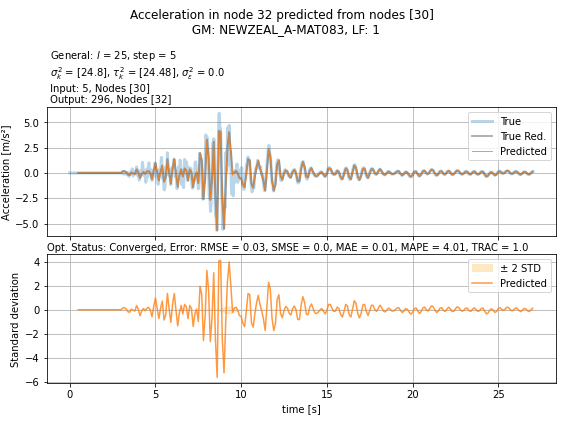 Acceleration in node 32 predicted from nodes [30]
GM: NEWZEAL_A-MAT083, LF: 1
General: l = 25, step = 5
σ²ₖ = [24.8], τ²ₖ = [24.48], σ²ε = 0.0
Input: 5, Nodes [30]
Output: 296, Nodes [32]
Acceleration [m/s²]
5.0
2.5
0.0
−2.5
−5.0
True
True Red.
Predicted
Opt. Status: Converged, Error: RMSE = 0.03, SMSE = 0.0, MAE = 0.01, MAPE = 4.01, TRAC = 1.0
Standard deviation
4
2
0
−2
−4
−6
± 2 STD
Predicted
0
5
10
15
20
25
time [s]